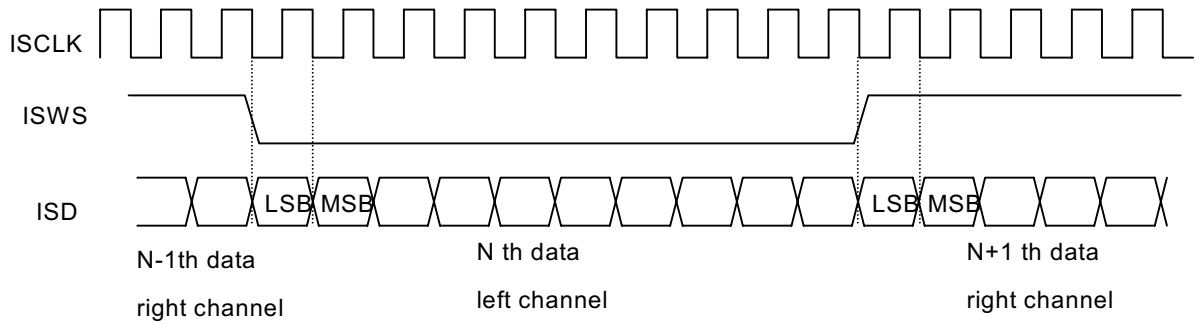 ISCLK
ISWS
ISD
LSB MSB LSB MSB
N-1th data
right channel
N th data
left channel
N+1 th data
right channel